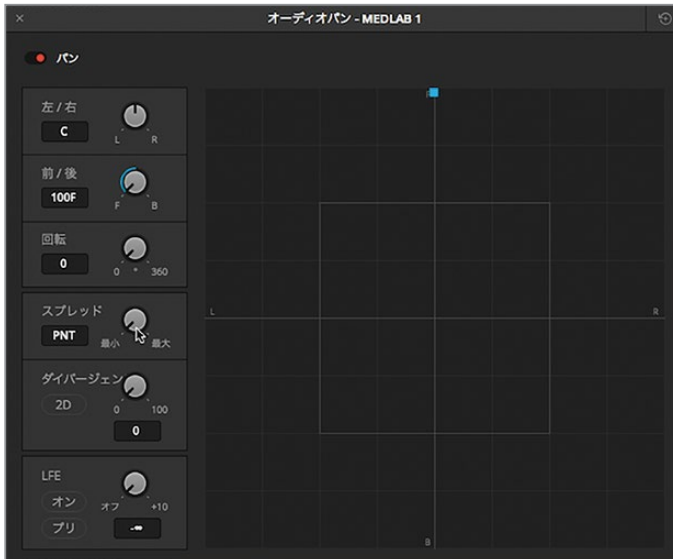 × オーディオパン - MEDLAB 1
パン
左 / 右
C
L R
前 / 後
100F
F B
回転
0
0 ° 360
スプレッド
PNT
最小 最大
ダイバージェン
2D
0 100
0
LFE
オン
オフ +10
プリ
-∞
F
L R
B